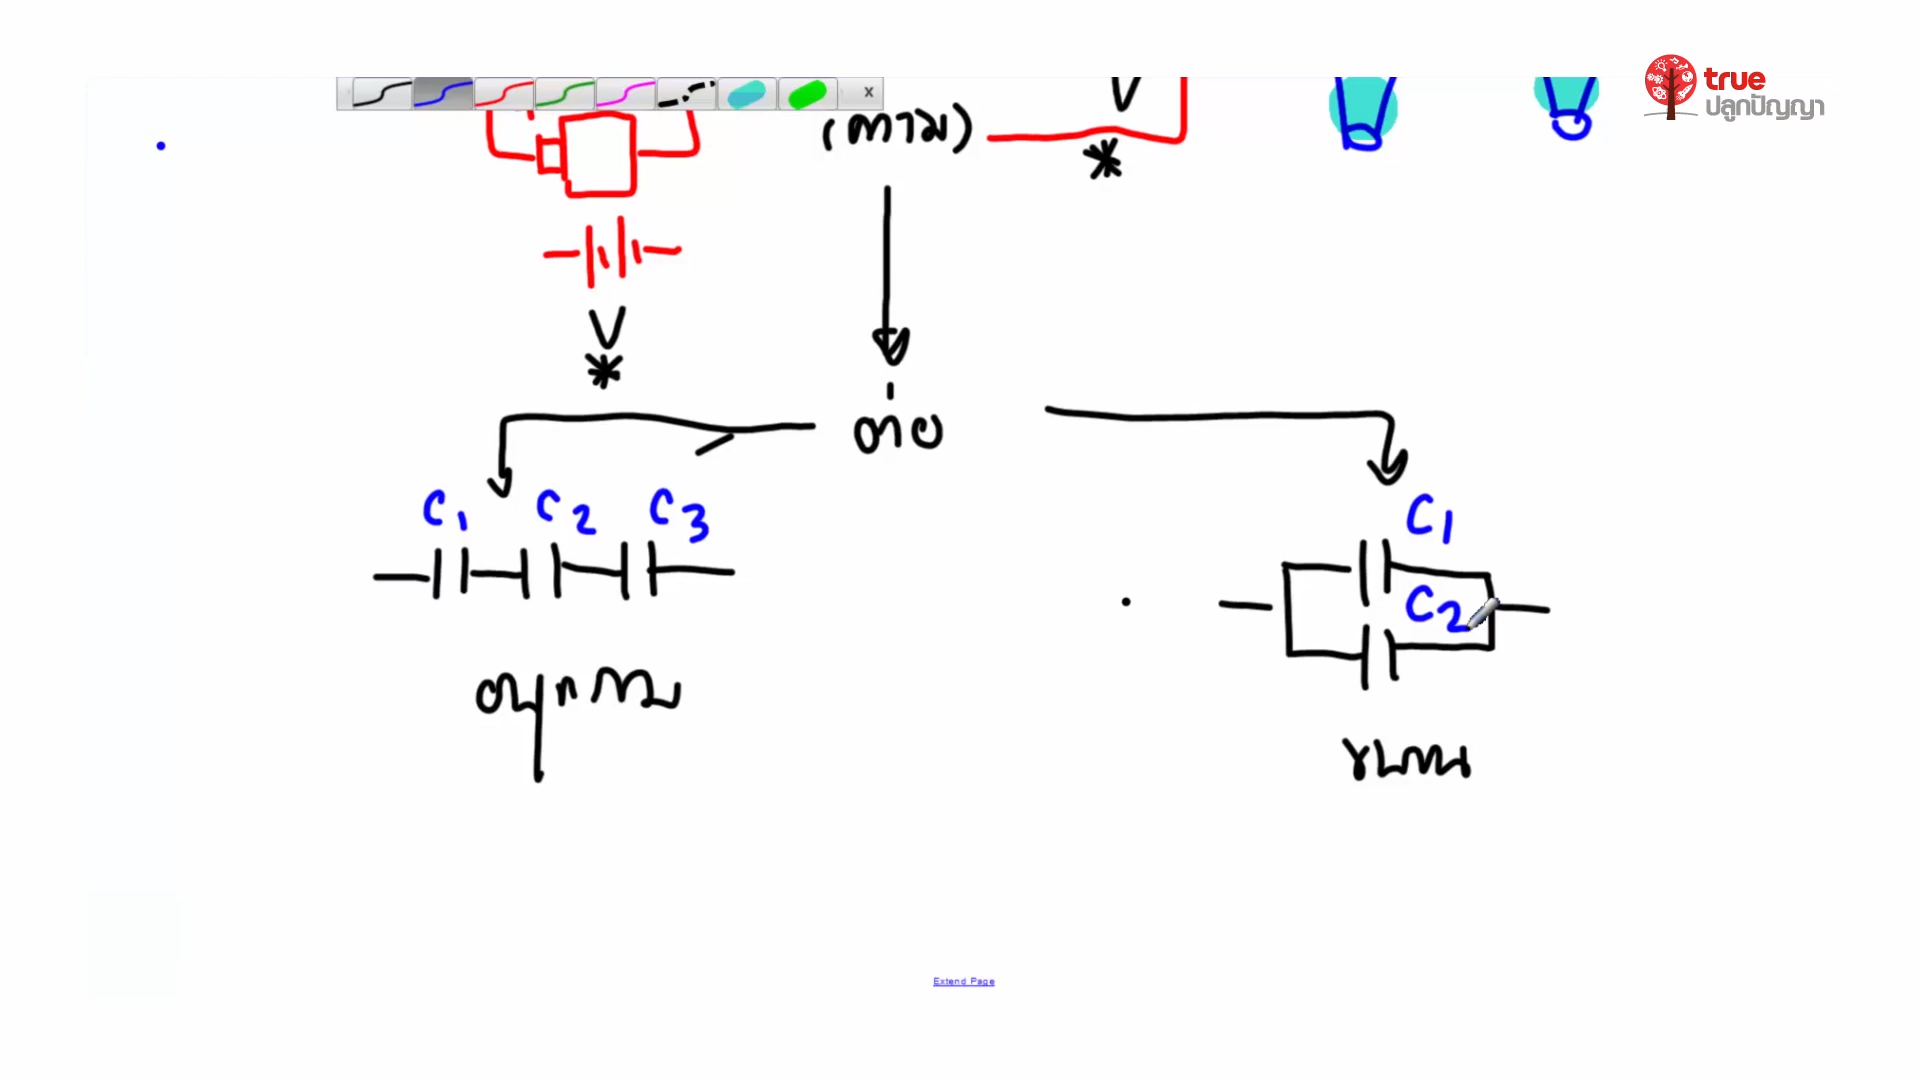 true
ปลูกปัญญา
x
V
(ตาม)
*
V
*
ต่อ
C1 C2 C3
C1
C2
อนุกรม
ขนาน
Extend Page